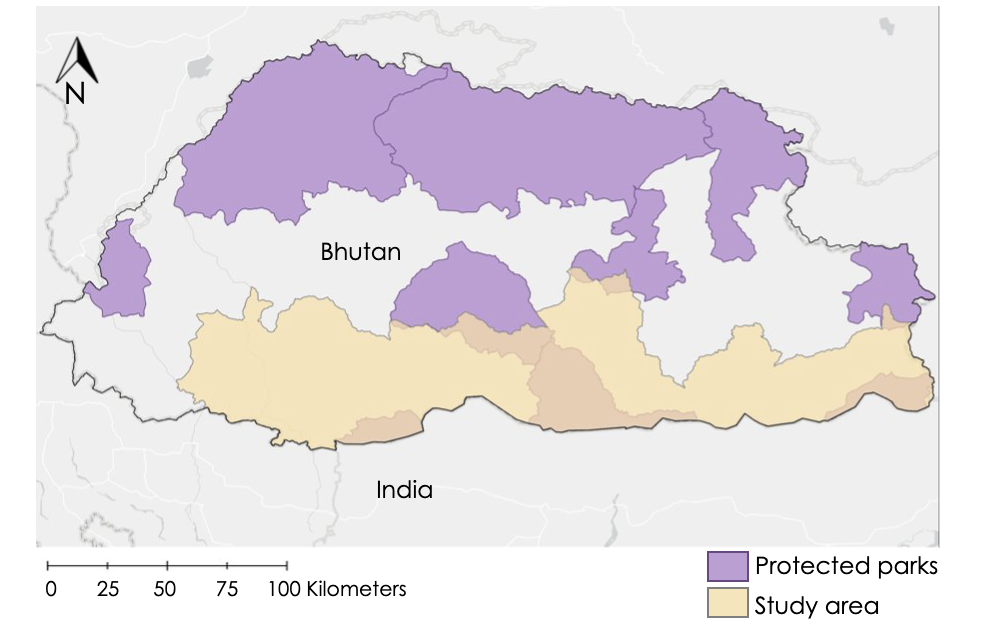 N
Bhutan
India
0 25 50 75 100 Kilometers
Protected parks
Study area